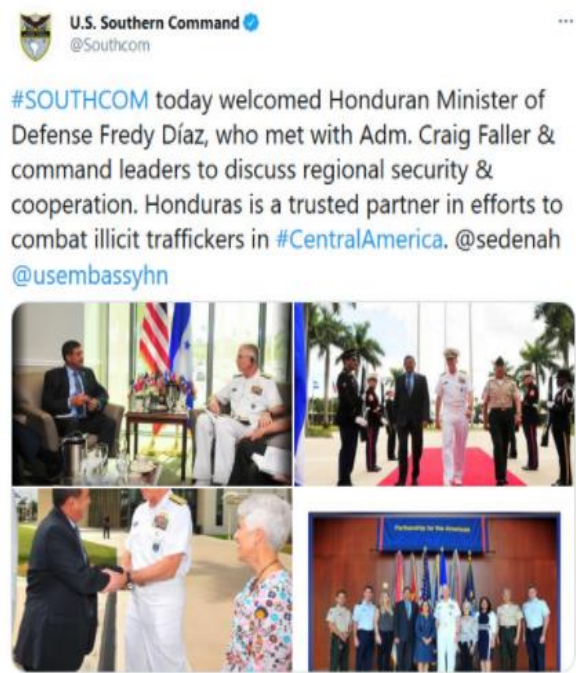 U.S. Southern Command
@Southcom
#SOUTHCOM today welcomed Honduran Minister of
Defense Fredy Díaz, who met with Adm. Craig Faller &
command leaders to discuss regional security &
cooperation. Honduras is a trusted partner in efforts to
combat illicit traffickers in #CentralAmerica. @sedenah
@usembassyhn
Partnership for the Americas